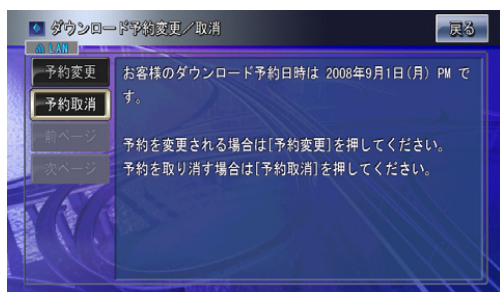 ダウンロード予約変更／取消
戻る
LAN
予約変更
予約取消
前ページ
次ページ
お客様のダウンロード予約日時は 2008年9月1日(月) PM で
す。
予約を変更される場合は[予約変更]を押してください。
予約を取り消す場合は[予約取消]を押してください。